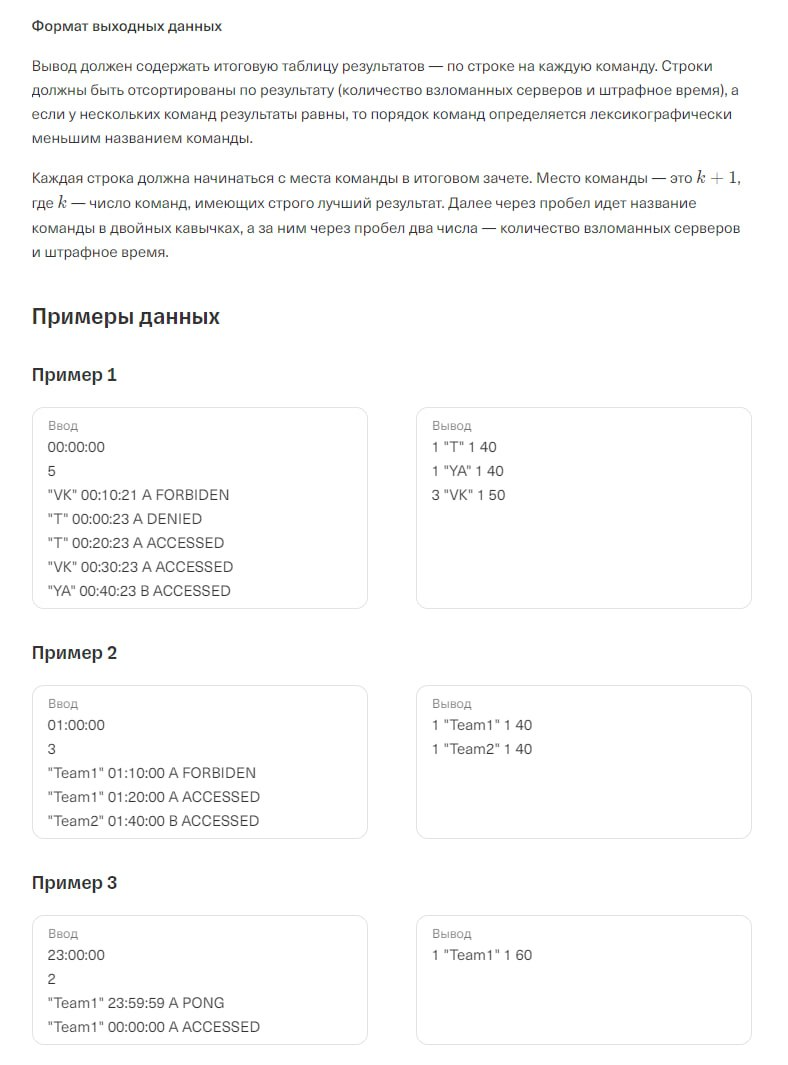 Формат выходных данных
Вывод должен содержать итоговую таблицу результатов — по строке на каждую команду. Строки
должны быть отсортированы по результату (количество взломанных серверов и штрафное время), а
если у нескольких команд результаты равны, то порядок команд определяется лексикографически
меньшим названием команды.
Каждая строка должна начинаться с места команды в итоговом зачете. Место команды — это k + 1,
где k — число команд, имеющих строго лучший результат. Далее через пробел идет название
команды в двойных кавычках, а за ним через пробел два числа — количество взломанных серверов
и штрафное время.
Примеры данных
Пример 1
Ввод
00:00:00
5
"VK" 00:10:21 A FORBIDEN
"T" 00:00:23 A DENIED
"T" 00:20:23 A ACCESSED
"VK" 00:30:23 A ACCESSED
"YA" 00:40:23 B ACCESSED
Вывод
1 "T" 1 40
1 "YA" 1 40
3 "VK" 1 50
Пример 2
Ввод
01:00:00
3
"Team1" 01:10:00 A FORBIDEN
"Team1" 01:20:00 A ACCESSED
"Team2" 01:40:00 B ACCESSED
Вывод
1 "Team1" 1 40
1 "Team2" 1 40
Пример 3
Ввод
23:00:00
2
"Team1" 23:59:59 A PONG
"Team1" 00:00:00 A ACCESSED
Вывод
1 "Team1" 1 60